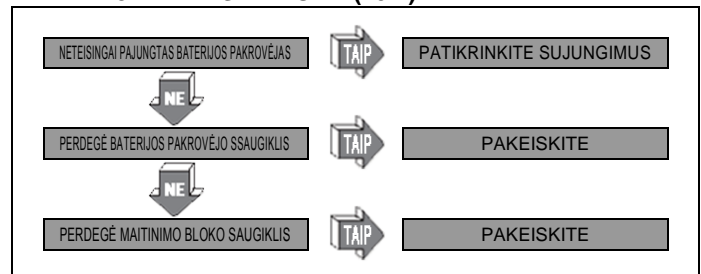 NETEISINGAI PAJUNGTAS BATERIJOS PAKROVĖJAS TAIP PATIKRINKITE SUJUNGIMUS
NE
PERDEGĖ BATERIJOS PAKROVĖJO SSAUGIKLIS TAIP PAKEISKITE
NE
PERDEGĖ MAITINIMO BLOKO SAUGIKLIS TAIP PAKEISKITE